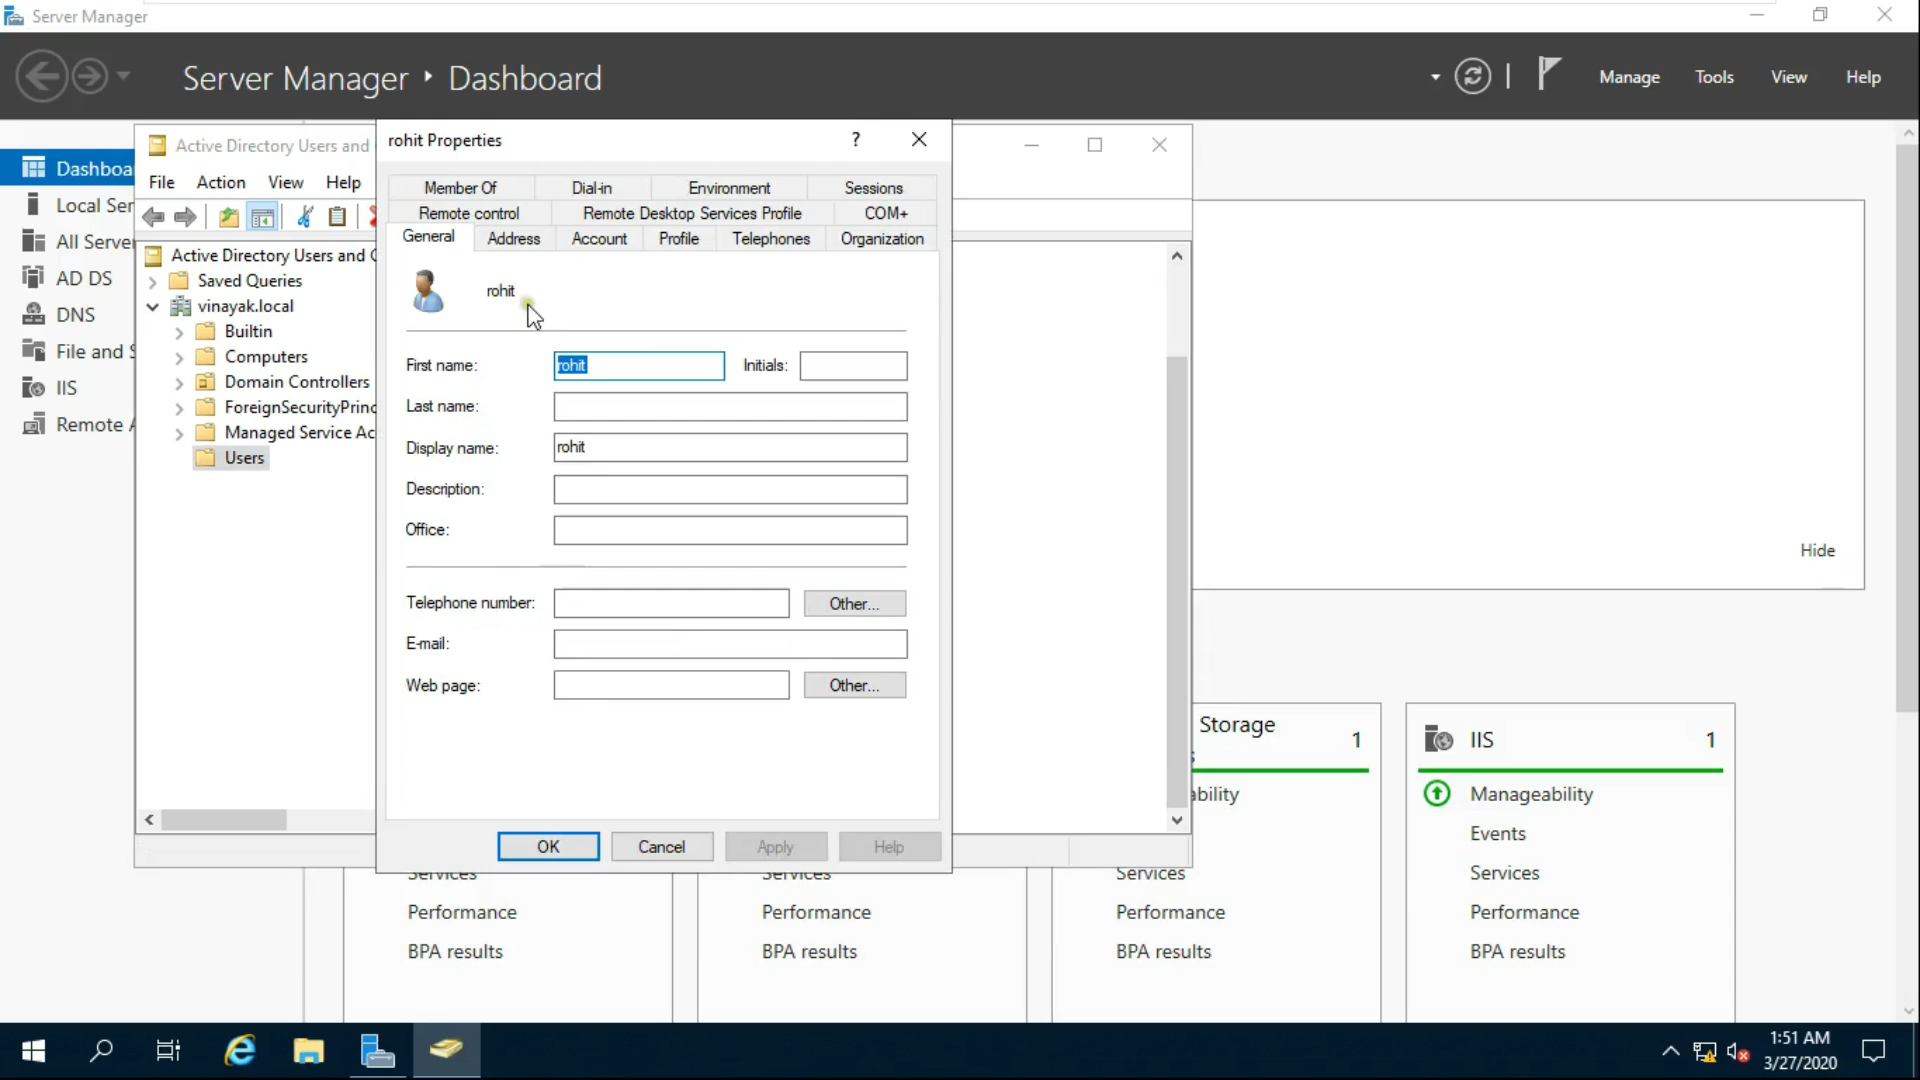 Server Manager
Server Manager ‣ Dashboard
Manage Tools View Help
Dashboa
Local Ser
All Serve
AD DS
DNS
File and S
IIS
Remote A
Active Directory Users and
File Action View Help
Active Directory Users and C
Saved Queries
vinayak.local
Builtin
Computers
Domain Controllers
ForeignSecurityPrinc
Managed Service Ac
Users
rohit Properties
?
Member Of Dial-in Environment Sessions
Remote control Remote Desktop Services Profile COM+
General Address Account Profile Telephones Organization
rohit
First name: rohit Initials:
Last name:
Display name: rohit
Description:
Office:
Telephone number: Other...
E-mail:
Web page: Other...
OK Cancel Apply Help
Hide
Storage 1
s
ability
Services
Performance
BPA results
Services
Performance
BPA results
Services
Performance
BPA results
IIS 1
Manageability
Events
Services
Performance
BPA results
1:51 AM
3/27/2020